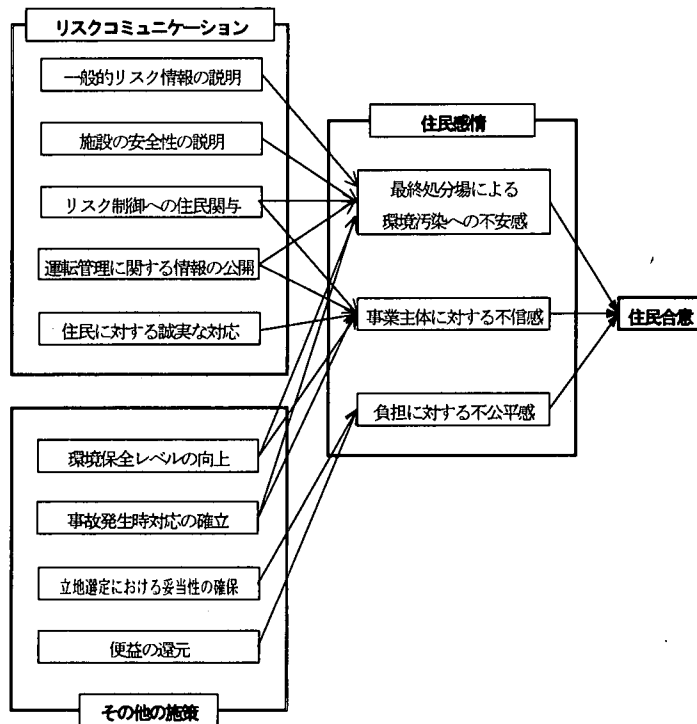 リスクコミュニケーション
一般的リスク情報の説明
施設の安全性の説明
リスク制御への住民関与
運転管理に関する情報の公開
住民に対する誠実な対応
環境保全レベルの向上
事故発生時対応の確立
立地選定における妥当性の確保
便益の還元
その他の施策
住民感情
最終処分場による
環境汚染への不安感
事業主体に対する不信感
負担に対する不公平感
住民合意